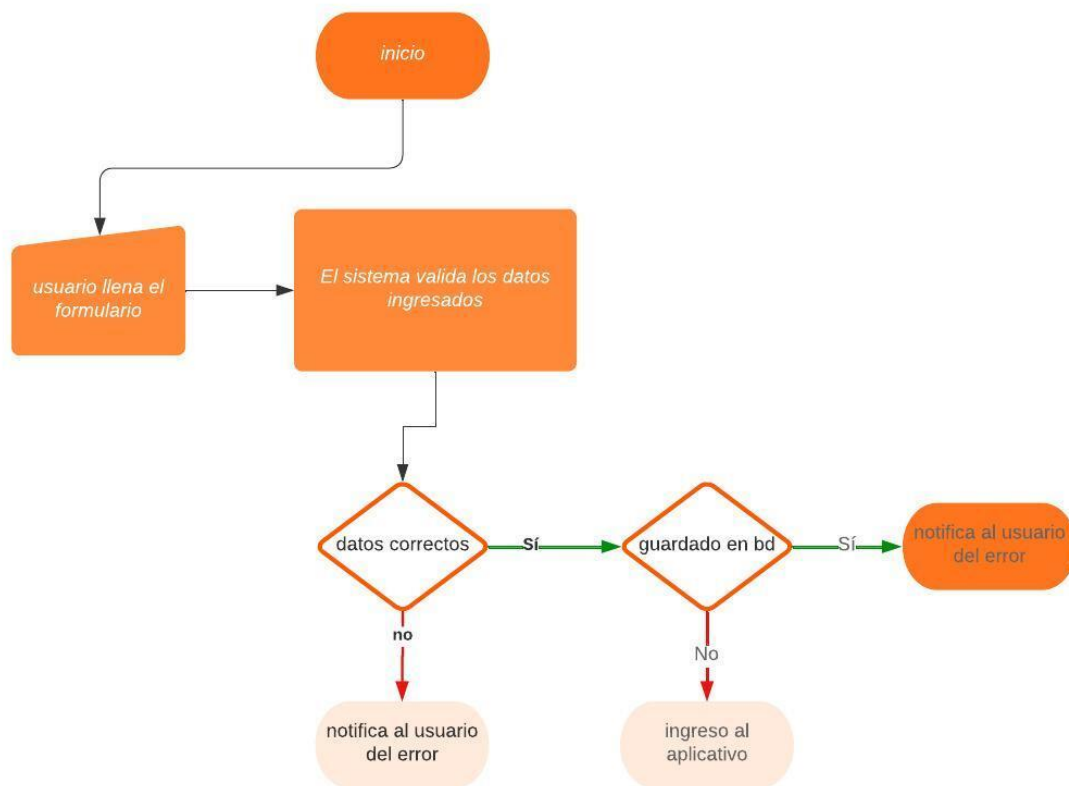 inicio
usuario llena el
formulario
El sistema valida los datos
ingresados
datos correctos
Sí
guardado en bd
Sí
notifica al usuario
del error
no
No
notifica al usuario
del error
ingreso al
aplicativo